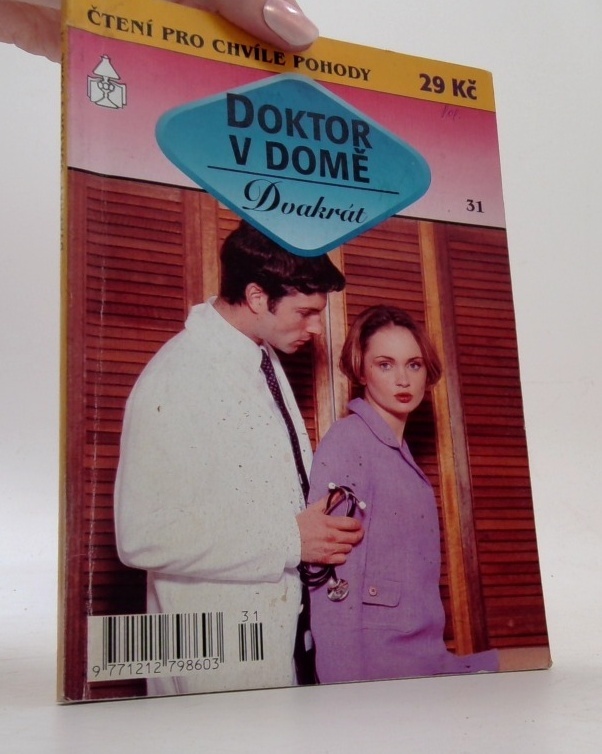 ČTENÍ PRO CHVÍLE POHODY
29 Kč
DOKTOR
V DOMĚ
Dvakrát
31
31
9 771212 798603